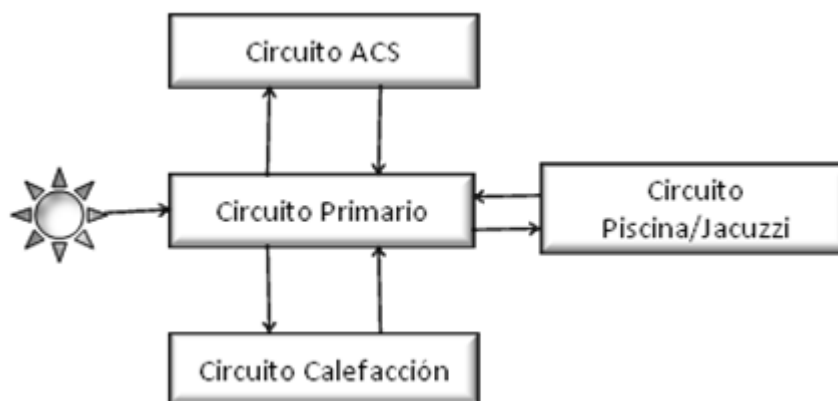 Circuito ACS
Circuito Primario
Circuito
Piscina/Jacuzzi
Circuito Calefacción